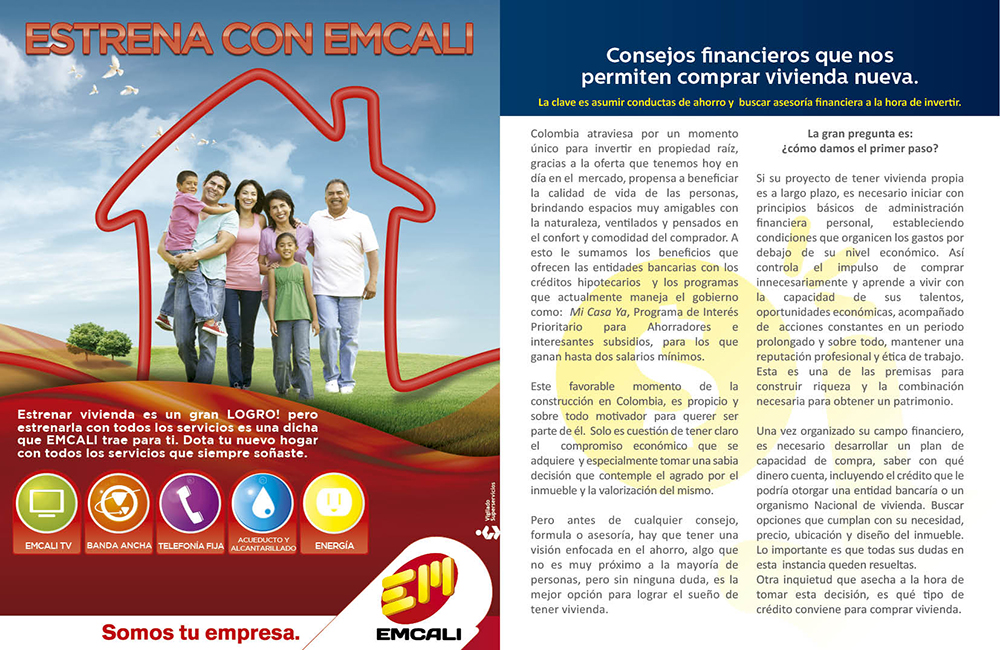 ESTRENA CON EMCALI
Estrenar vivienda es un gran LOGRO! pero
estrenarla con todos los servicios es una dicha
que EMCALI trae para ti. Dota tu nuevo hogar
con todos los servicios que siempre soñaste.
EMCALI TV
BANDA ANCHA
TELEFONÍA FIJA
ACUEDUCTO Y
ALCANTARILLADO
ENERGÍA
Vigilado
Superservicios
EM
EMCALI
Somos tu empresa.
Consejos financieros que nos
permiten comprar vivienda nueva.
La clave es asumir conductas de ahorro y buscar asesoría financiera a la hora de invertir.
Colombia atraviesa por un momento
único para invertir en propiedad raíz,
gracias a la oferta que tenemos hoy en
día en el mercado, propensa a beneficiar
la calidad de vida de las personas,
brindando espacios muy amigables con
la naturaleza, ventilados y pensados en
el confort y comodidad del comprador. A
esto le sumamos los beneficios que
ofrecen las entidades bancarias con los
créditos hipotecarios y los programas
que actualmente maneja el gobierno
como: Mi Casa Ya, Programa de Interés
Prioritario para Ahorradores e
interesantes subsidios, para los que
ganan hasta dos salarios mínimos.
Este favorable momento de la
construcción en Colombia, es propicio y
sobre todo motivador para querer ser
parte de él. Solo es cuestión de tener claro
el compromiso económico que se
adquiere y especialmente tomar una sabia
decisión que contemple el agrado por el
inmueble y la valorización del mismo.
Pero antes de cualquier consejo,
formula o asesoría, hay que tener una
visión enfocada en el ahorro, algo que
no es muy próximo a la mayoría de
personas, pero sin ninguna duda, es la
mejor opción para lograr el sueño de
tener vivienda.
La gran pregunta es:
¿cómo damos el primer paso?
Si su proyecto de tener vivienda propia
es a largo plazo, es necesario iniciar con
principios básicos de administración
financiera personal, estableciendo
condiciones que organicen los gastos por
debajo de su nivel económico. Así
controla el impulso de comprar
innecesariamente y aprende a vivir con
la capacidad de sus talentos,
oportunidades económicas, acompañado
de acciones constantes en un periodo
prolongado y sobre todo, mantener una
reputación profesional y ética de trabajo.
Esta es una de las premisas para
construir riqueza y la combinación
necesaria para obtener un patrimonio.
Una vez organizado su campo financiero,
es necesario desarrollar un plan de
capacidad de compra, saber con qué
dinero cuenta, incluyendo el crédito que le
podría otorgar una entidad bancaría o un
organismo Nacional de vivienda. Buscar
opciones que cumplan con su necesidad,
precio, ubicación y diseño del inmueble.
Lo importante es que todas sus dudas en
esta instancia queden resueltas.
Otra inquietud que asecha a la hora de
tomar esta decisión, es qué tipo de
crédito conviene para comprar vivienda.